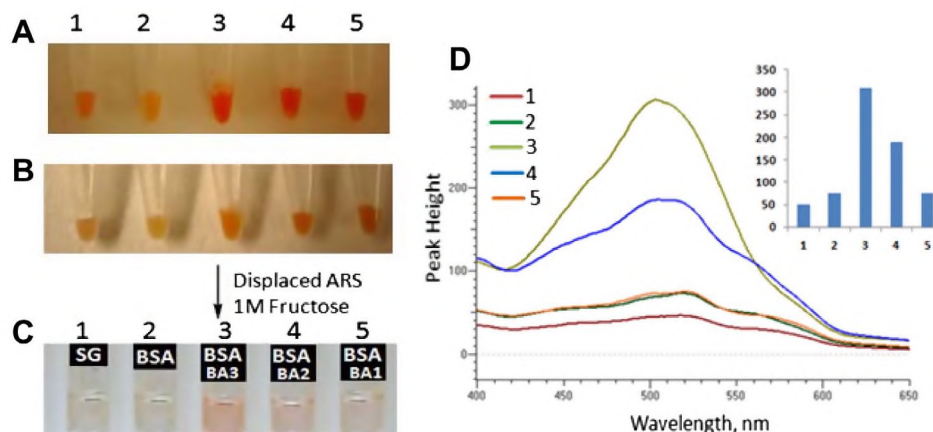 A
1 2 3 4 5
B
Displaced ARS
1M Fructose
C
1 2 3 4 5
SG BSA BSA BSA BSA
BA3 BA2 BA1
D
Peak Height
300
200
100
0
1
2
3
4
5
400 450 500 550 600 650
Wavelength, nm
350
300
250
200
150
100
50
0
1 2 3 4 5